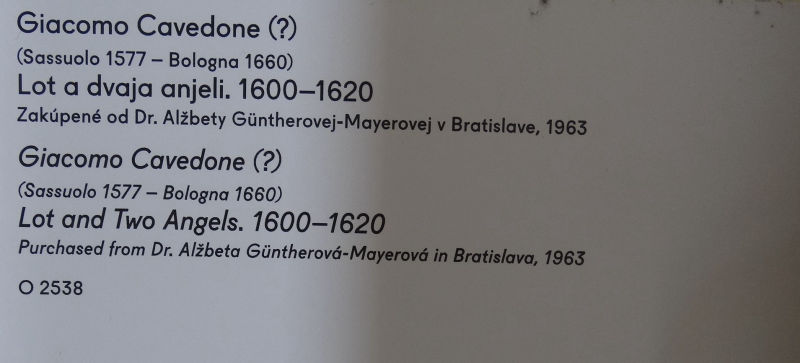 Giacomo Cavedone (?)
(Sassuolo 1577 – Bologna 1660)
Lot a dvaja anjeli. 1600–1620
Zakúpené od Dr. Alžbety Güntherovej-Mayerovej v Bratislave, 1963
Giacomo Cavedone (?)
(Sassuolo 1577 – Bologna 1660)
Lot and Two Angels. 1600–1620
Purchased from Dr. Alžbeta Güntherová-Mayerová in Bratislava, 1963
O 2538